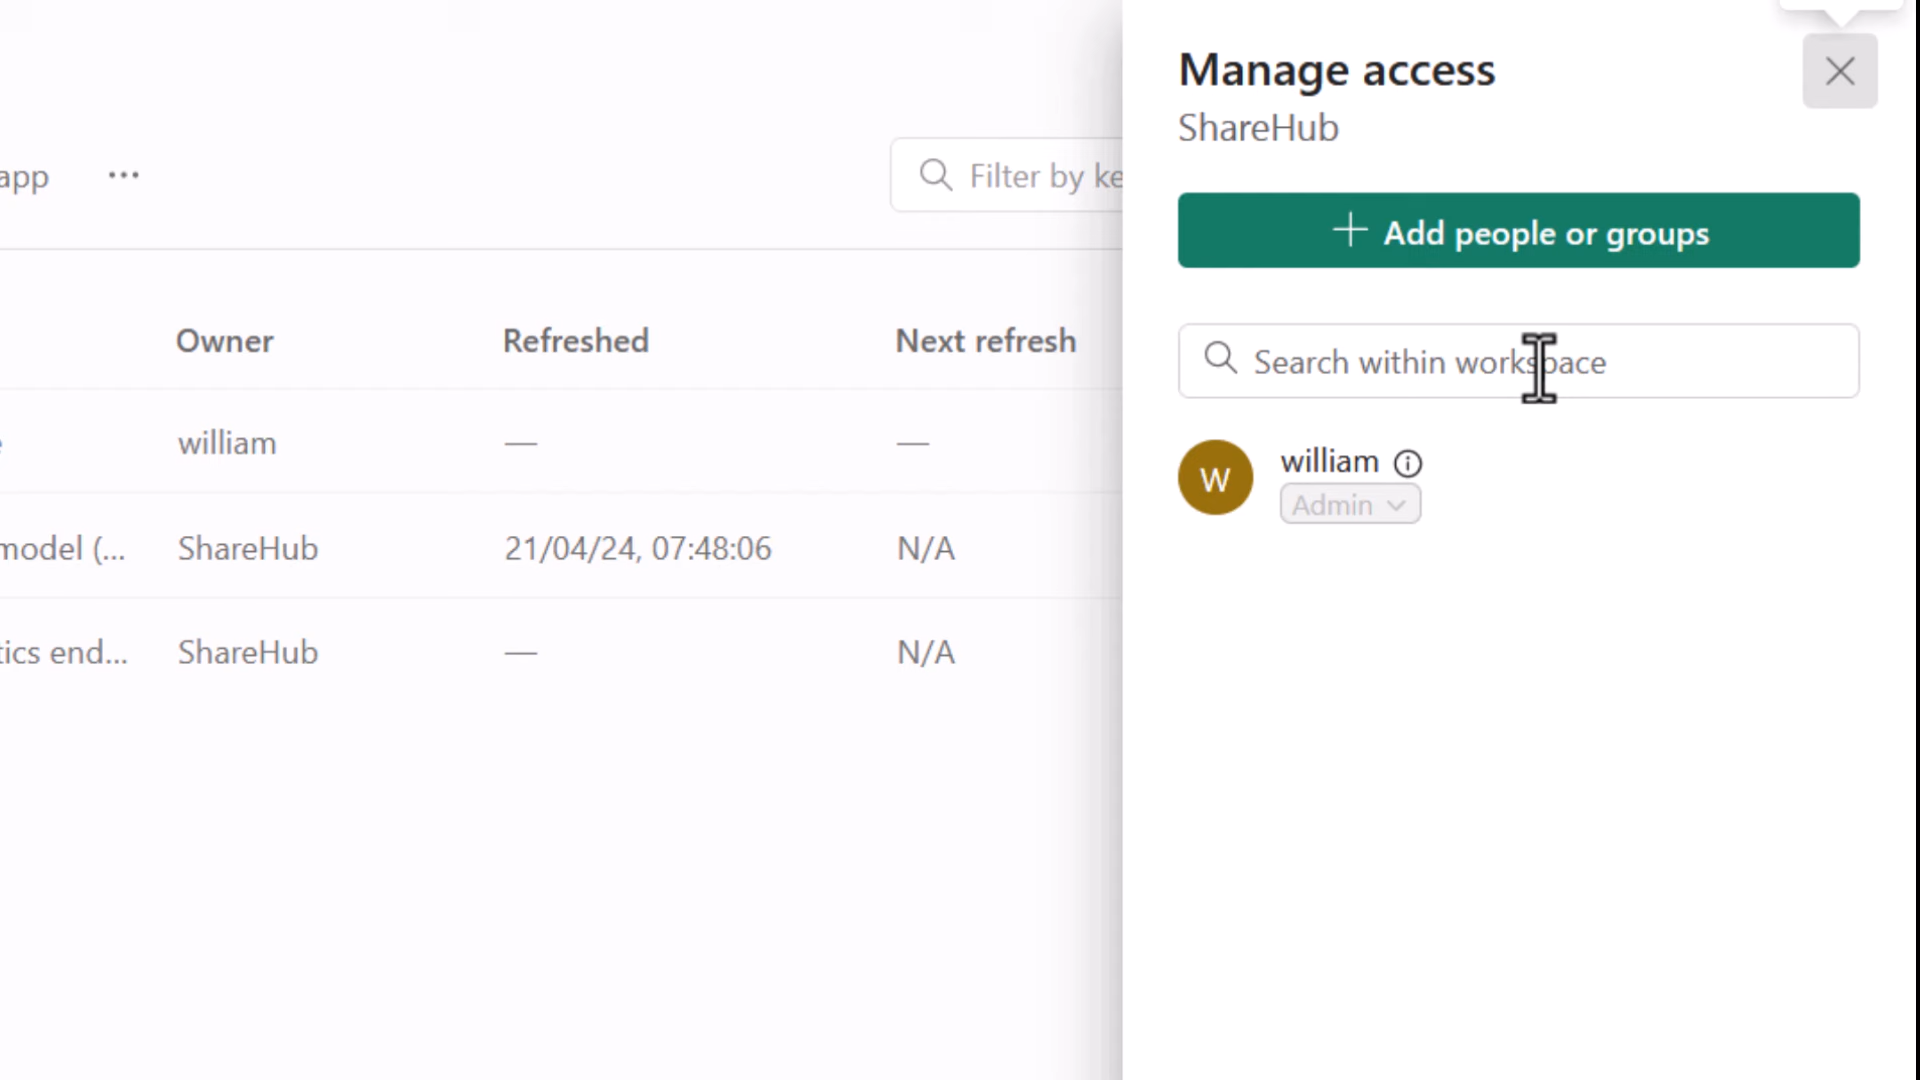 Manage access
ShareHub
app ...
Filter by ke
Add people or groups
Owner Refreshed Next refresh
Search within workspace
william — —
W william
Admin
model (... ShareHub 21/04/24, 07:48:06 N/A
tics end... ShareHub — N/A